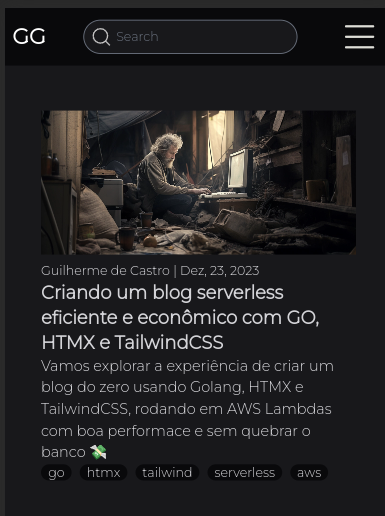 GG
Search
Guilherme de Castro | Dez, 23, 2023
Criando um blog serverless
eficiente e econômico com GO,
HTMX e TailwindCSS
Vamos explorar a experiência de criar um
blog do zero usando Golang, HTMX e
TailwindCSS, rodando em AWS Lambdas
com boa performace e sem quebrar o
banco 💸
go htmx tailwind serverless aws